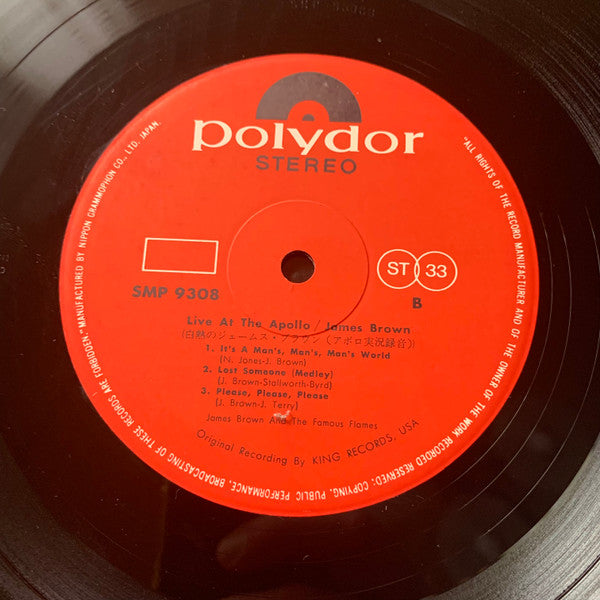 polydor
STEREO
SMP 9308
ST 33
B
Live At The Apollo / James Brown
(白熱のジェームス・ブラウン(アポロ実況録音))
1. It's A Man's, Man's, Man's World
(N. Jones-J. Brown)
2. Lost Someone (Medley)
(J. Brown-Stallworth-Byrd)
3. Please, Please, Please
(J. Brown-J. Terry)
James Brown And The Famous Flames
Original Recording By KING RECORDS, USA
"ALL RIGHTS OF THE RECORD MANUFACTURER AND OF THE OWNER OF THE WORK RECORDED RESERVED: COPYING, PUBLIC PERFORMANCE, BROADCASTING OF THESE RECORDS ARE FORBIDDEN." MANUFACTURED BY NIPPON GRAMMOPHON CO., LTD. JAPAN.